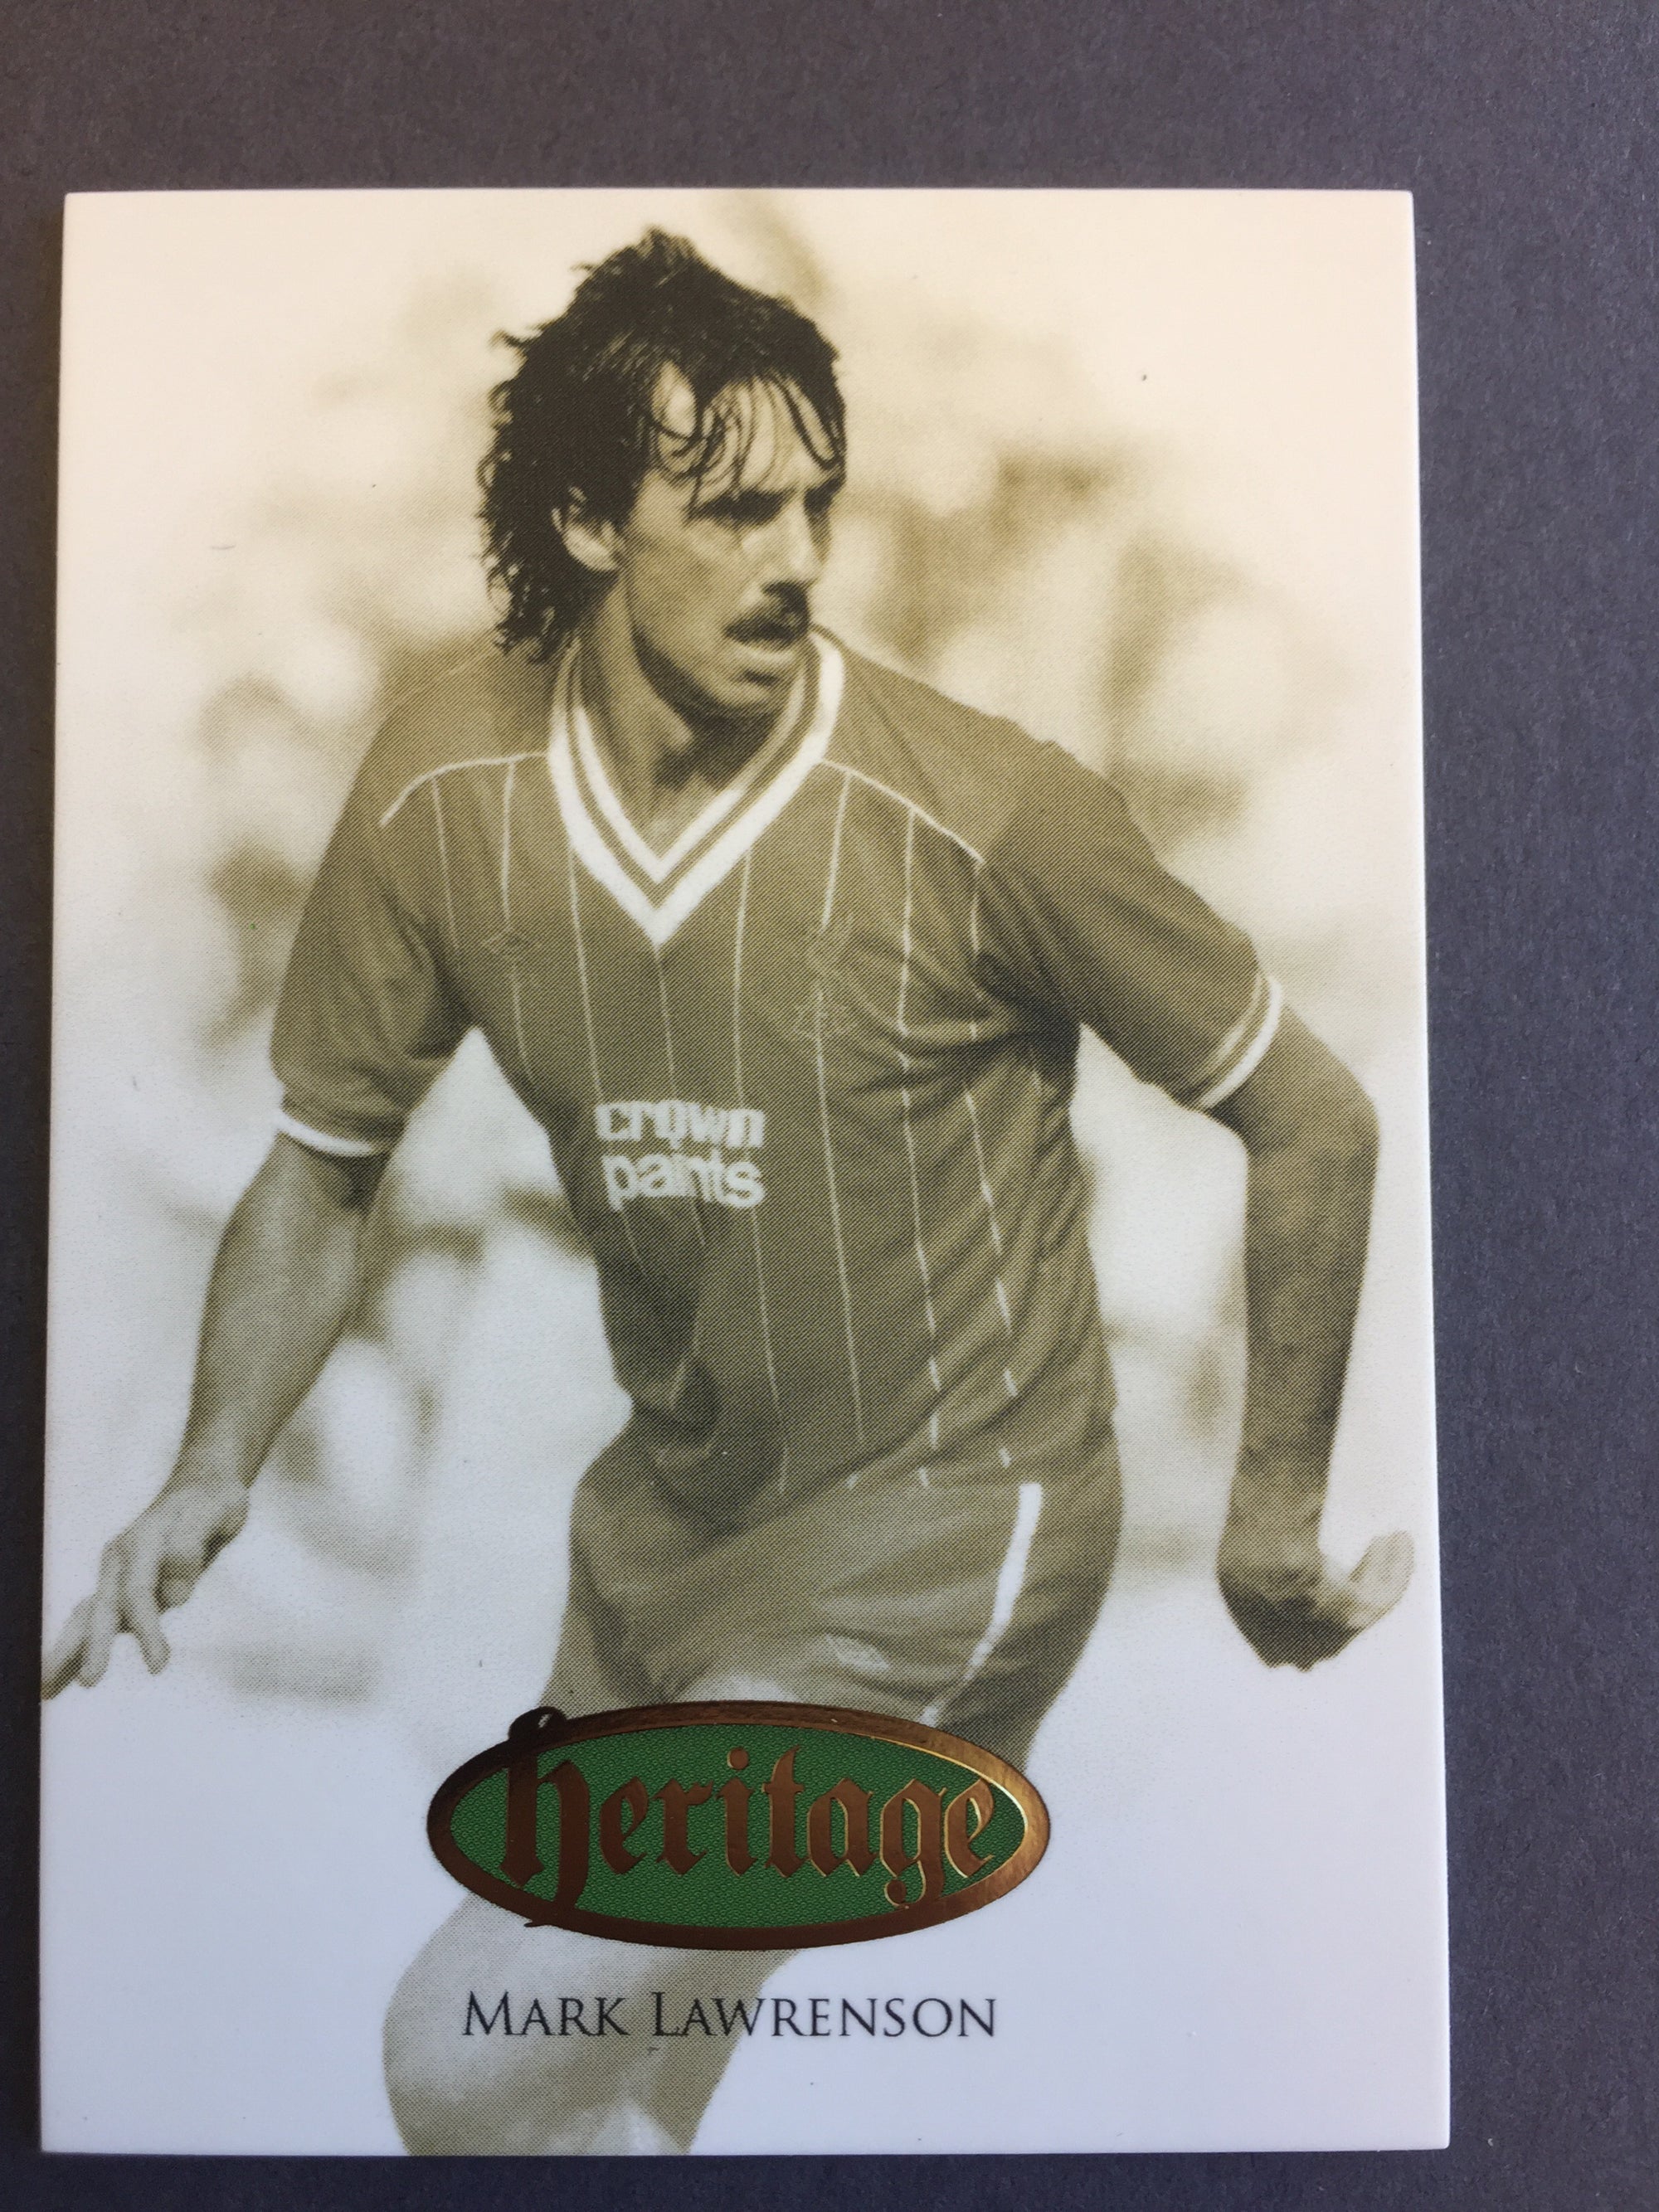 crown
paints
heritage
MARK LAWRENSON